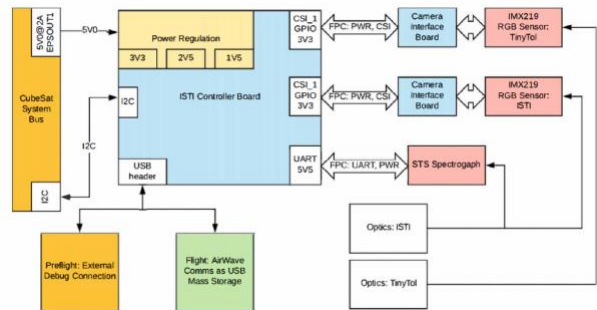 5V0@2A
EPSOUT1
5V0
CubeSat
System
Bus
I2C
I2C
Power Regulation
3V3
2V5
1V5
I2C
ISTI Controller Board
USB
header
CSI_1
GPIO
3V3
FPC: PWR, CSI
Camera
Interface
Board
IMX219
RGB Sensor:
TinyTol
CSI_1
GPIO
3V3
FPC: PWR, CSI
Camera
Interface
Board
IMX219
RGB Sensor:
ISTI
UART
5V5
FPC: UART, PWR
STS Spectrogaph
Optics: ISTI
Optics: TinyTol
Preflight: External
Debug Connection
Flight: AirWave
Comms as USB
Mass Storage